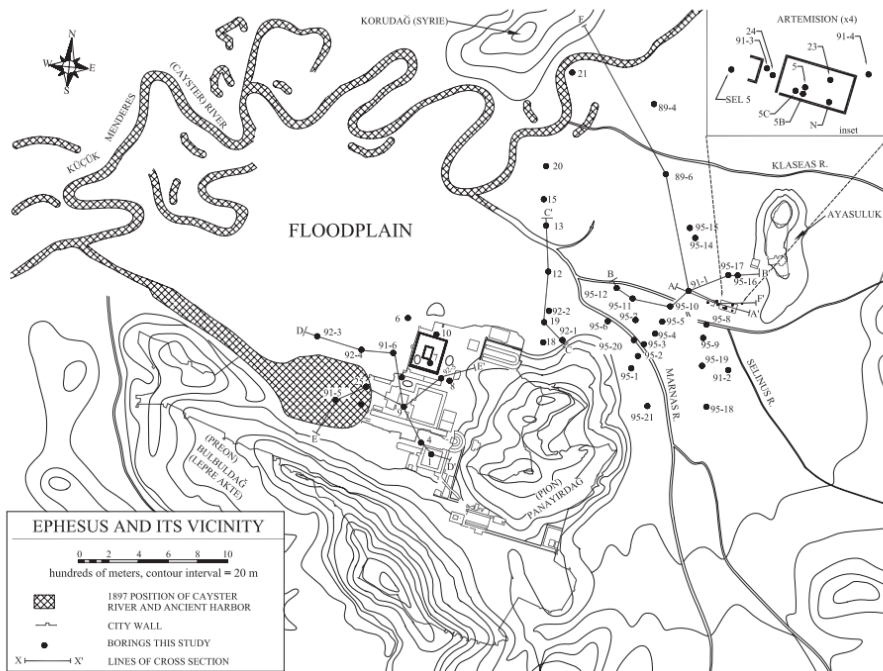 N
W E
S
KORUDAĞ (SYRIE)
F
ARTEMISION (x4)
24
91-3
23
91-4
5
SEL 5
5C
5B
N
inset
KÜÇÜK MENDERES (CAYSTER) RIVER
21
89-4
20
KLASEAS R.
89-6
15
C'
13
AYASULUK
FLOODPLAIN
95-15
95-14
12
95-17
B
91-1
95-16
B'
A
95-12
95-11
95-10
F'
A'
92-2
6
19
95-6
95-7
95-5
95-8
D
92-3
10
92-1
95-4
95-9
92-4
91-6
18
C
95-20
95-3
95-2
95-19
E'
8
95-1
91-2
25
91-5
MARNAS R.
SELINUS R.
95-21
95-18
E
4
1
D'
(PREON)
BULBULDAĞ
(LEPRE AKTE)
(PION)
PANAYIRDAĞ
EPHESUS AND ITS VICINITY
0 2 4 6 8 10
hundreds of meters, contour interval = 20 m
1897 POSITION OF CAYSTER
RIVER AND ANCIENT HARBOR
CITY WALL
BORINGS THIS STUDY
X X' LINES OF CROSS SECTION